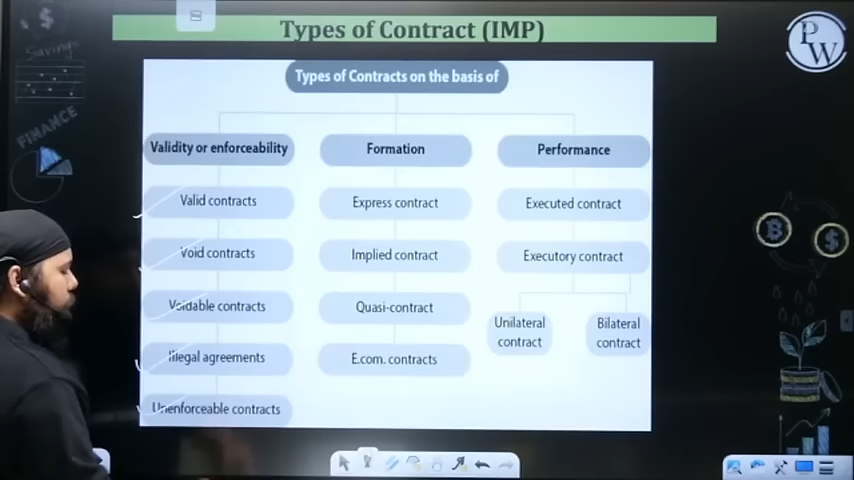 Types of Contract (IMP)
P
W
Savings
FINANCE
Types of Contracts on the basis of
Validity or enforceability
Valid contracts
Void contracts
Voidable contracts
Illegal agreements
Unenforceable contracts
Formation
Express contract
Implied contract
Quasi-contract
E.com. contracts
Performance
Executed contract
Executory contract
Unilateral
contract
Bilateral
contract